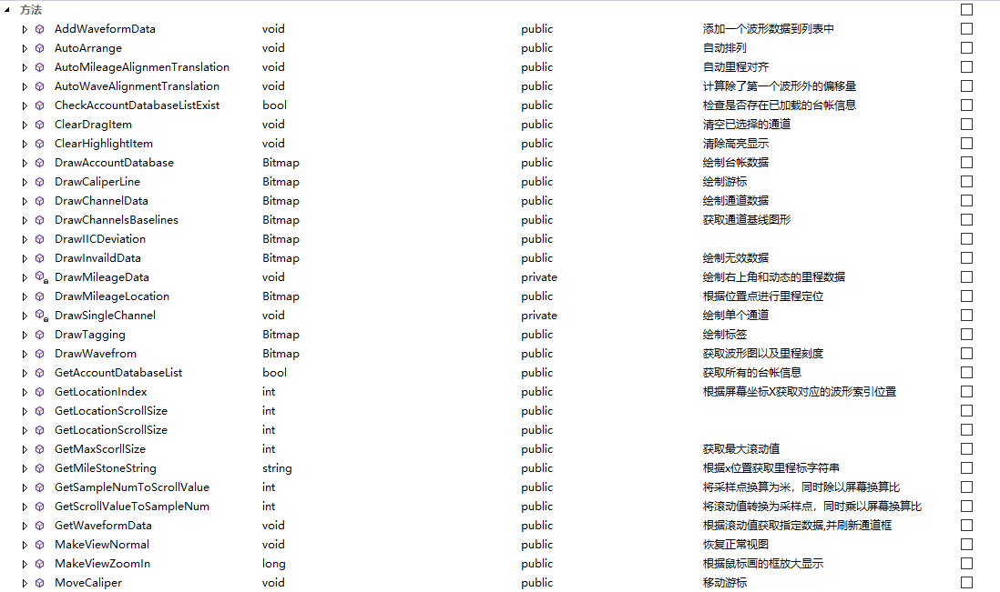 方法
AddWaveformData void public 添加一个波形数据到列表中
AutoArrange void public 自动排列
AutoMileageAlignmenTranslation void public 自动里程对齐
AutoWaveAlignmentTranslation void public 计算除了第一个波形外的偏移量
CheckAccountDatabaseListExist bool public 检查是否存在已加载的台帐信息
ClearDragItem void public 清空已选择的通道
ClearHighlightItem void public 清除高亮显示
DrawAccountDatabase Bitmap public 绘制台帐数据
DrawCaliperLine Bitmap public 绘制游标
DrawChannelData Bitmap public 绘制通道数据
DrawChannelsBaselines Bitmap public 获取通道基线图形
DrawIICDeviation Bitmap public
DrawInvaildData Bitmap public 绘制无效数据
DrawMileageData void private 绘制右上角和动态的里程数据
DrawMileageLocation Bitmap public 根据位置点进行里程定位
DrawSingleChannel void private 绘制单个通道
DrawTagging Bitmap public 绘制标签
DrawWavefrom Bitmap public 获取波形图以及里程刻度
GetAccountDatabaseList bool public 获取所有的台帐信息
GetLocationIndex int public 根据屏幕坐标X获取对应的波形索引位置
GetLocationScrollSize int public
GetLocationScrollSize int public
GetMaxScorllSize int public 获取最大滚动值
GetMileStoneString string public 根据x位置获取里程标字符串
GetSampleNumToScrollValue int public 将采样点换算为米，同时除以屏幕换算比
GetScrollValueToSampleNum int public 将滚动值转换为采样点，同时乘以屏幕换算比
GetWaveformData void public 根据滚动值获取指定数据,并刷新通道框
MakeViewNormal void public 恢复正常视图
MakeViewZoomIn long public 根据鼠标画的框放大显示
MoveCaliper void public 移动游标